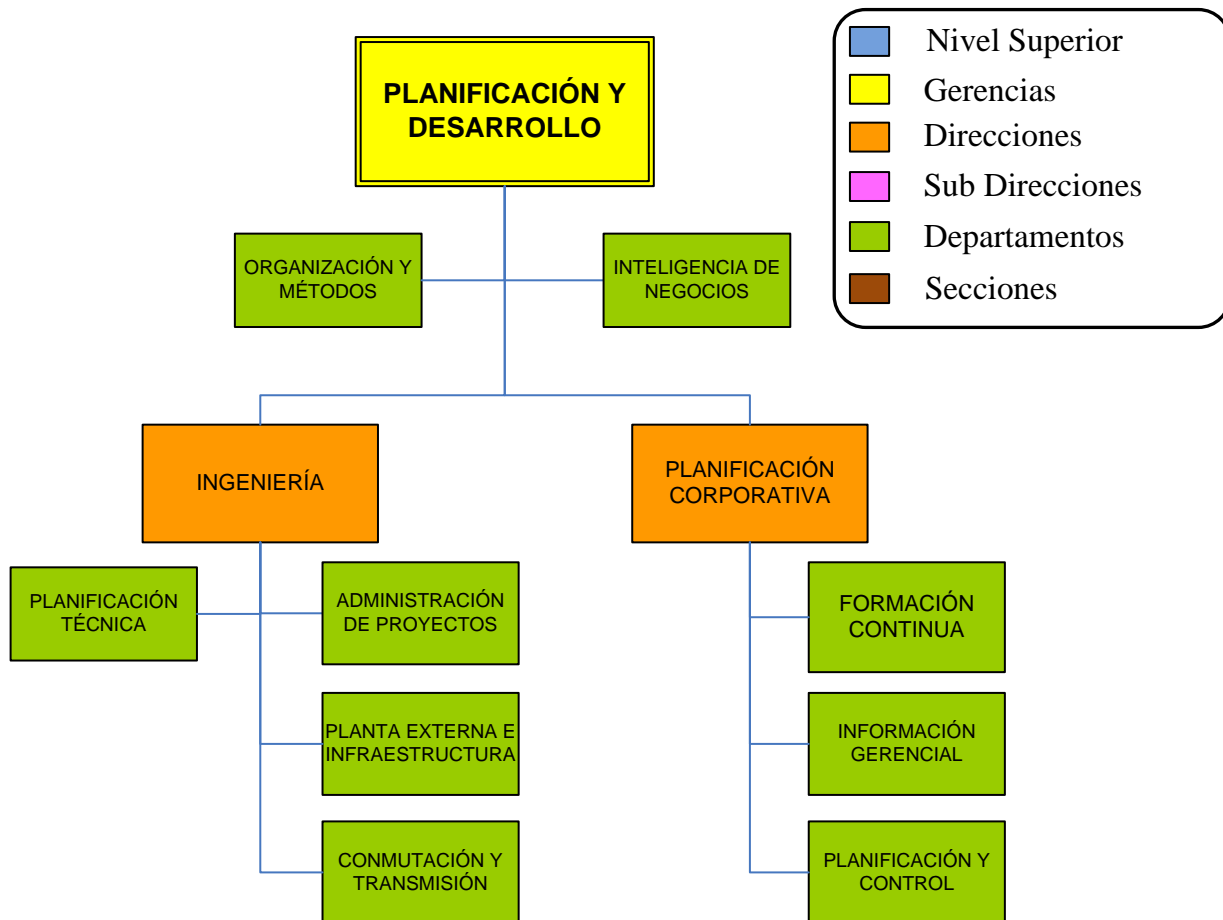 PLANIFICACIÓN Y
DESARROLLO
Nivel Superior
Gerencias
Direcciones
Sub Direcciones
Departamentos
Secciones
ORGANIZACIÓN Y
MÉTODOS
INTELIGENCIA DE
NEGOCIOS
INGENIERÍA
PLANIFICACIÓN
CORPORATIVA
PLANIFICACIÓN
TÉCNICA
ADMINISTRACIÓN
DE PROYECTOS
FORMACIÓN
CONTINUA
PLANTA EXTERNA E
INFRAESTRUCTURA
INFORMACIÓN
GERENCIAL
CONMUTACIÓN Y
TRANSMISIÓN
PLANIFICACIÓN Y
CONTROL